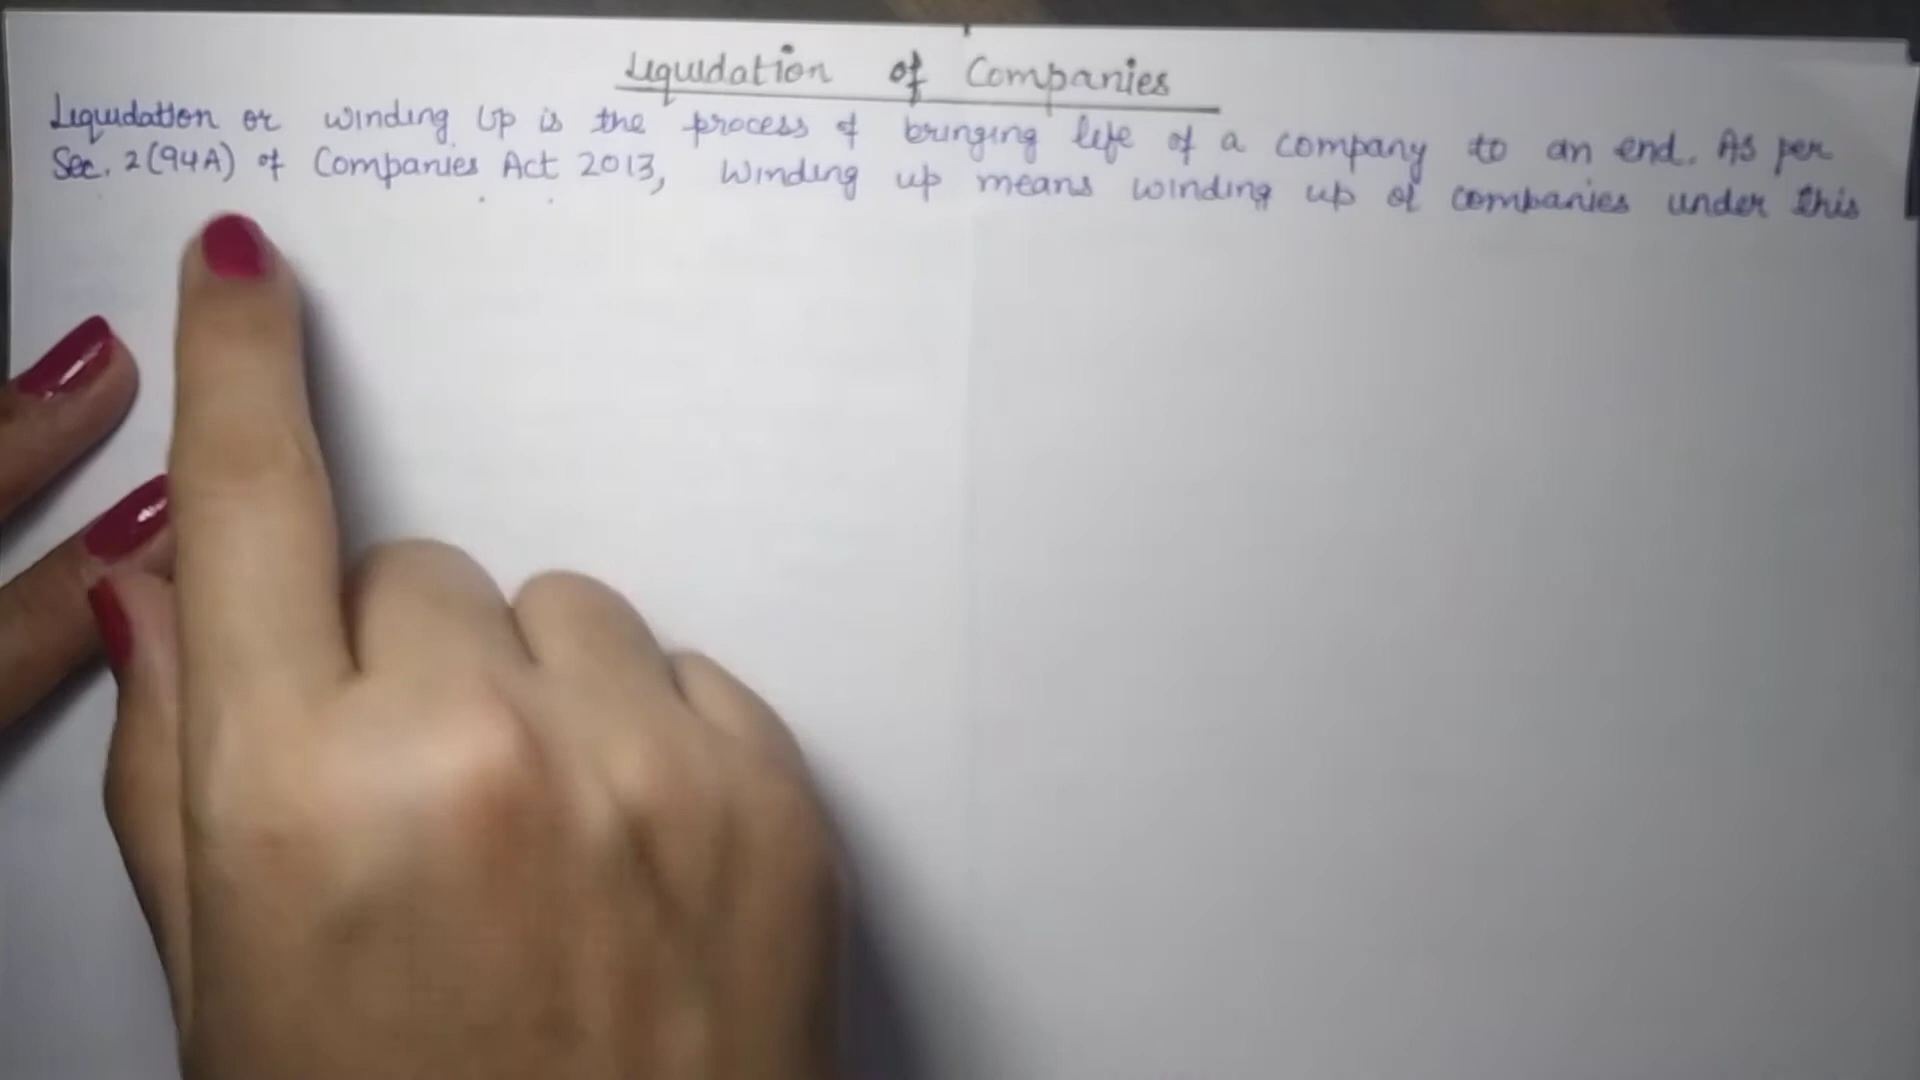 Liquidation of Companies
Liquidation or winding Up is the process of bringing life of a company to an end. As per
Sec. 2(94A) of Companies Act 2013, Winding up means winding up of companies under this